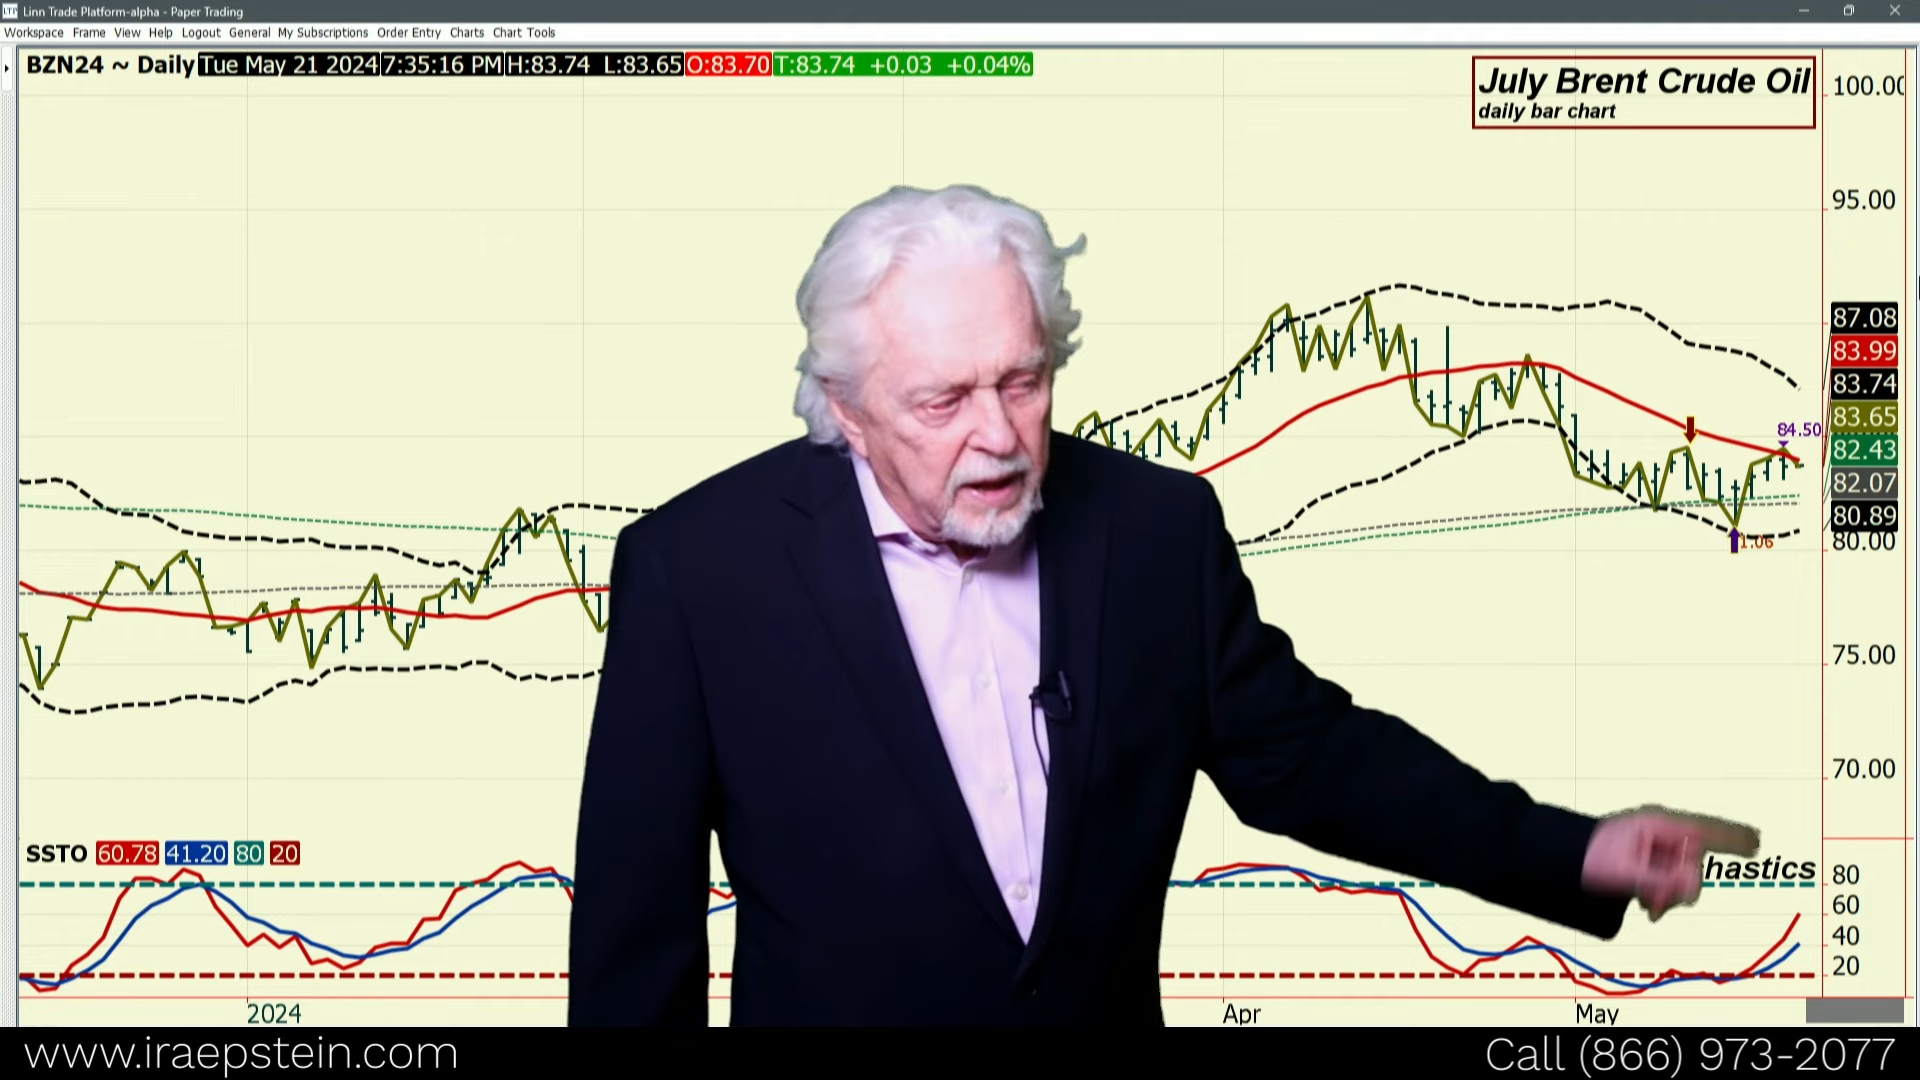 Linn Trade Platform-alpha - Paper Trading
Workspace Frame View Help Logout General My Subscriptions Order Entry Charts Chart Tools
BZN24 ~ Daily Tue May 21 2024 7:35:16 PM H:83.74 L:83.65 O:83.70 T:83.74 +0.03 +0.04%
July Brent Crude Oil
daily bar chart
100.00
95.00
87.08
83.99
83.74
83.65
82.43
82.07
80.89
80.00
75.00
70.00
84.50
1.06
SSTO 60.78 41.20 80 20
hastics
80
60
40
20
2024
Apr
May
www.iraepstein.com
Call (866) 973-2077